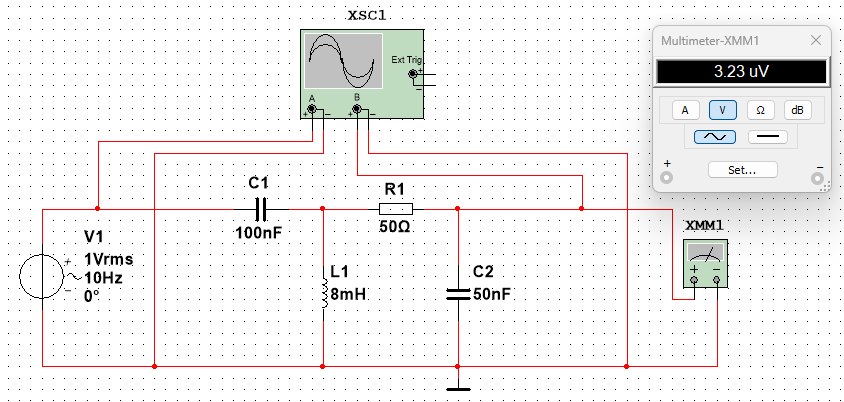 XSC1
Ext Trig
+
−
A
B
+ − + −
Multimeter-XMM1
3.23 uV
A V Ω dB
+
Set...
−
C1
100nF
R1
50Ω
V1
1Vrms
10Hz
0°
+
−
L1
8mH
C2
50nF
XMM1
+ −